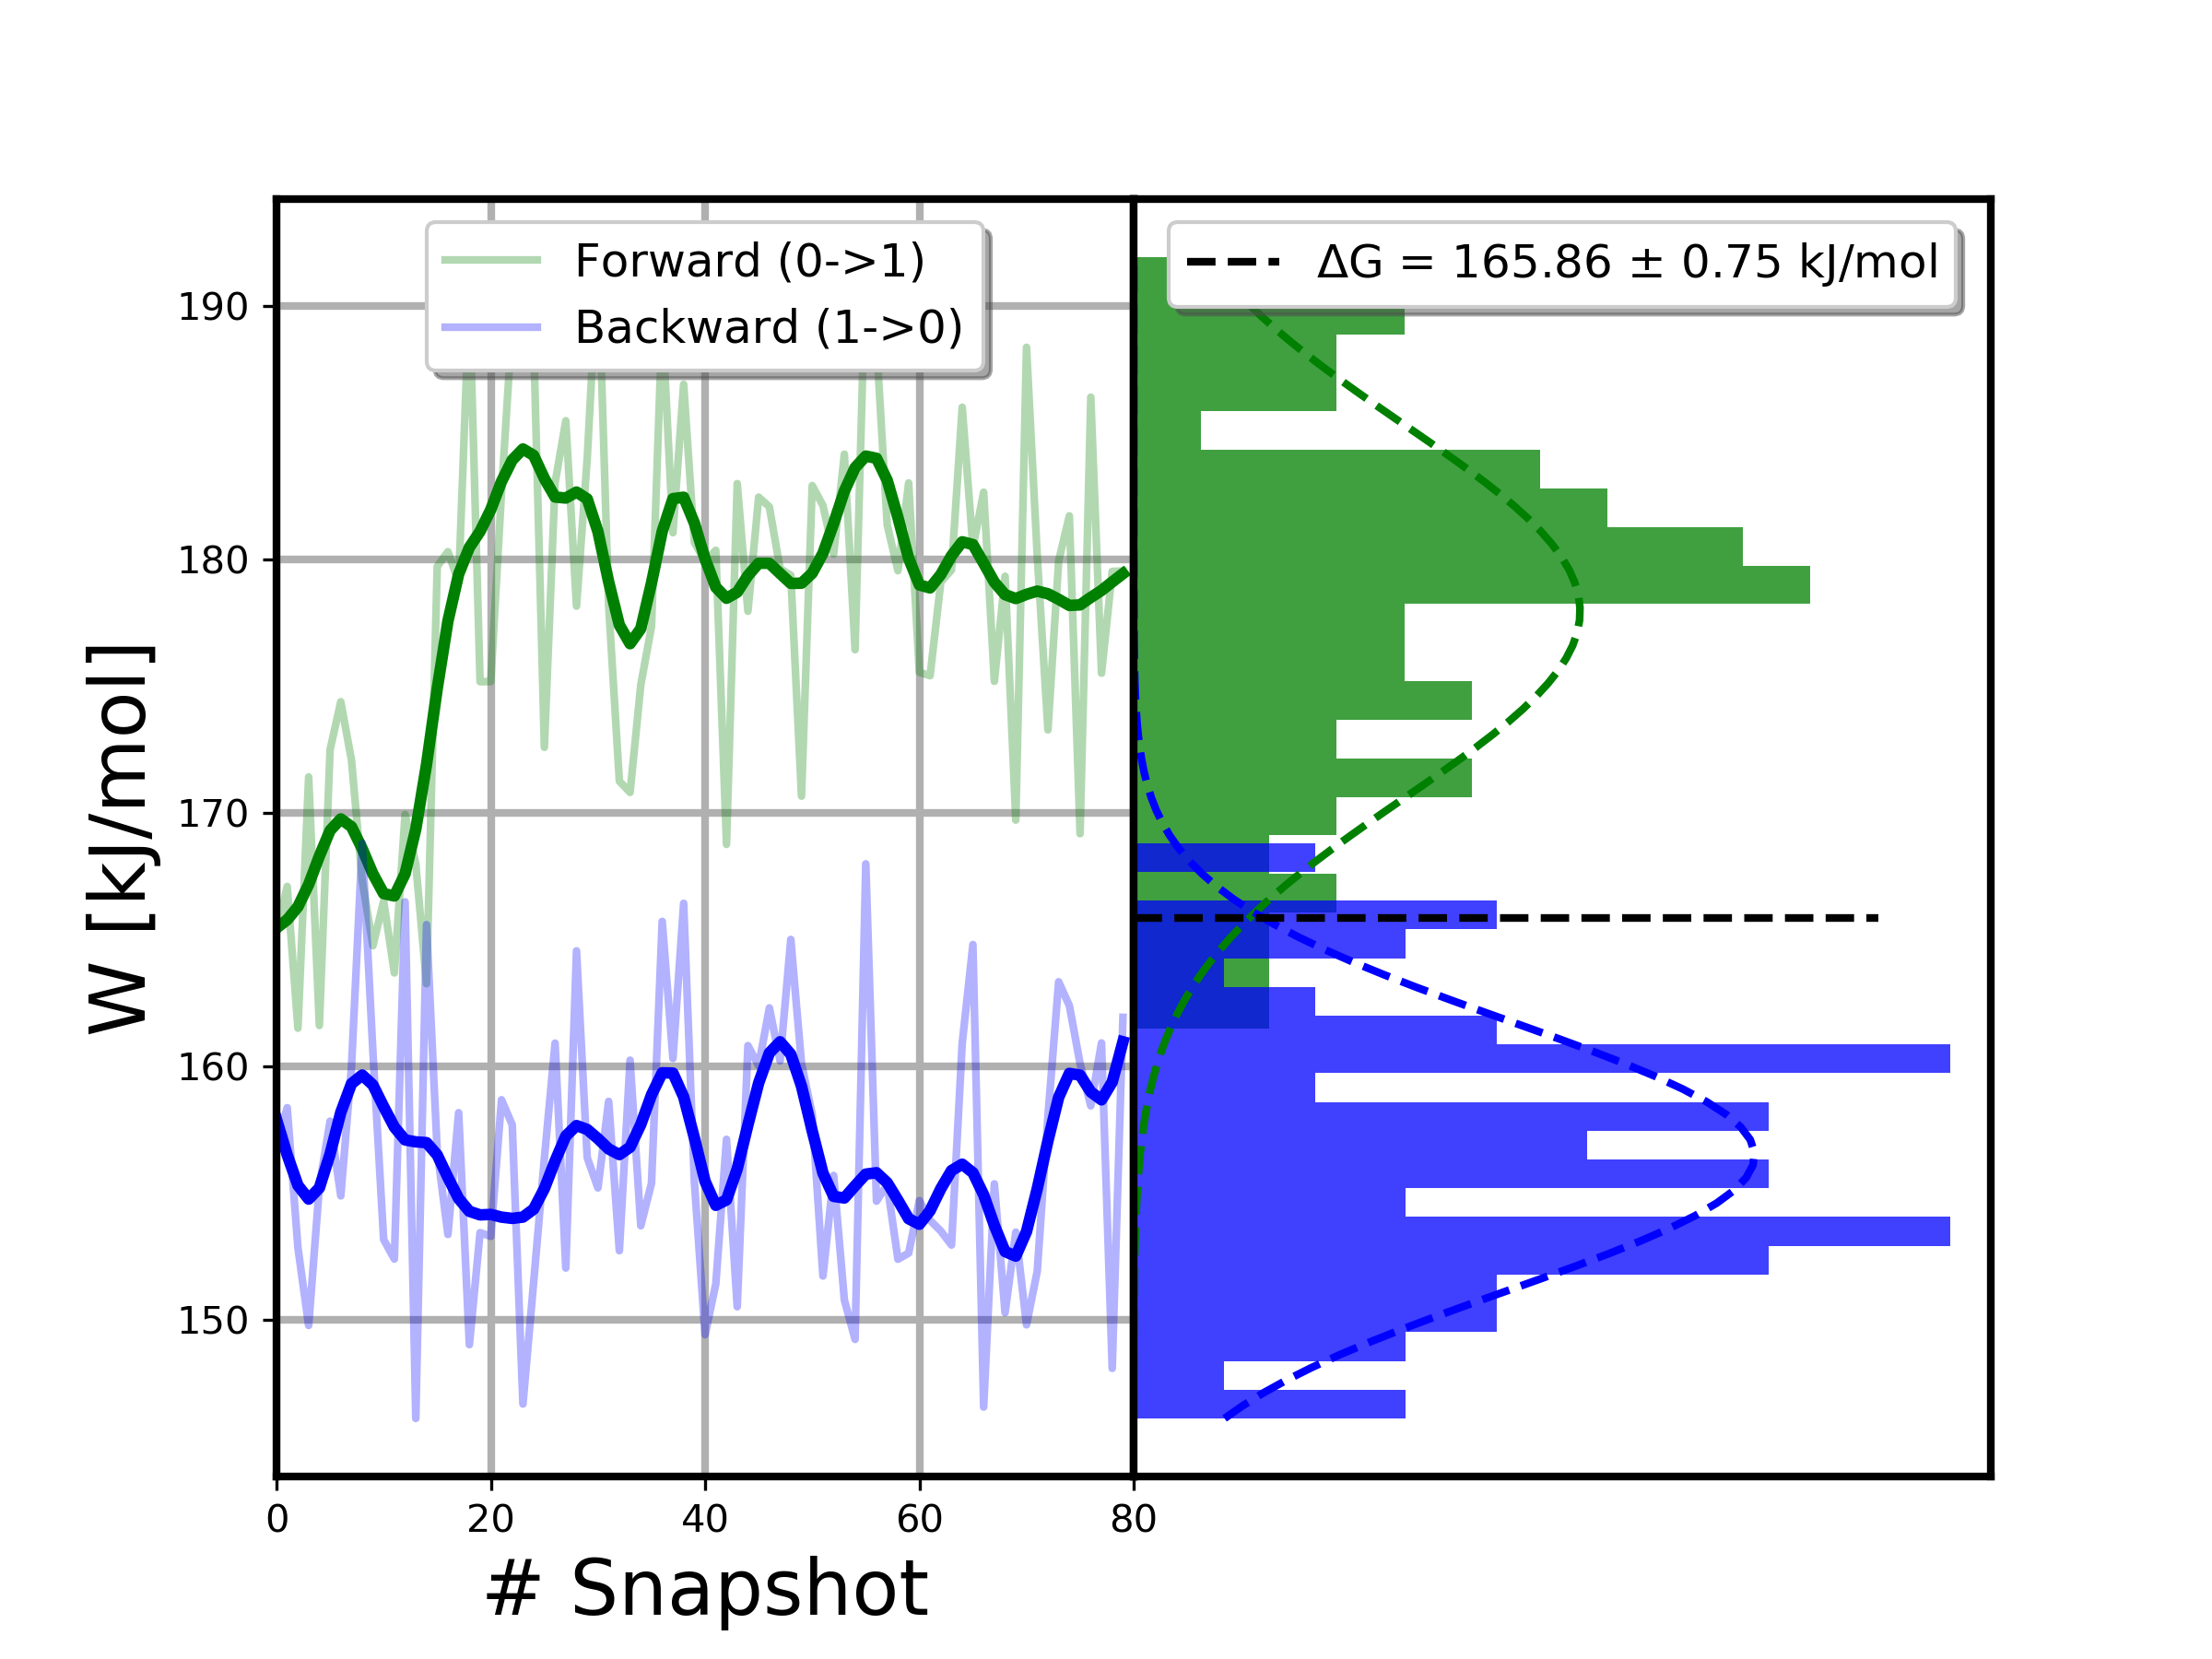 Forward (0->1)
Backward (1->0)
ΔG = 165.86 ± 0.75 kJ/mol
W [kJ/mol]
190
180
170
160
150
0 20 40 60 80
# Snapshot